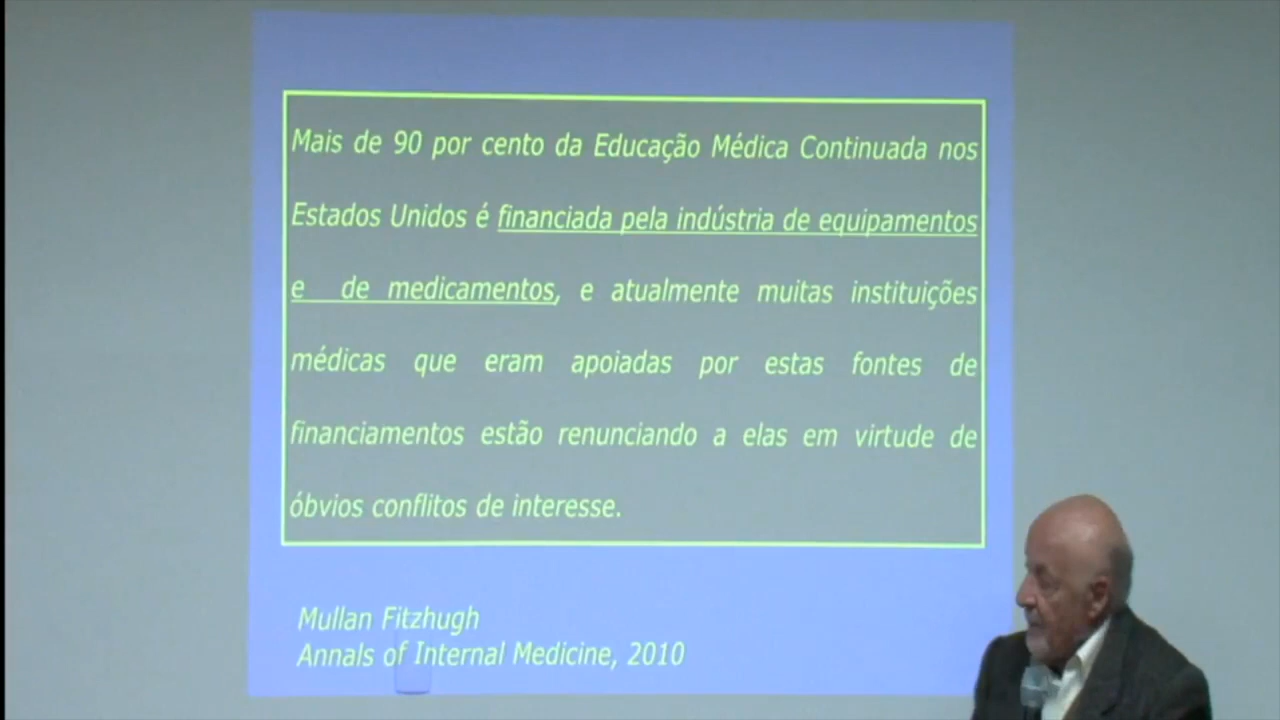 Mais de 90 por cento da Educação Médica Continuada nos
Estados Unidos é financiada pela indústria de equipamentos
e de medicamentos, e atualmente muitas instituições
médicas que eram apoiadas por estas fontes de
financiamentos estão renunciando a elas em virtude de
óbvios conflitos de interesse.
Mullan Fitzhugh
Annals of Internal Medicine, 2010